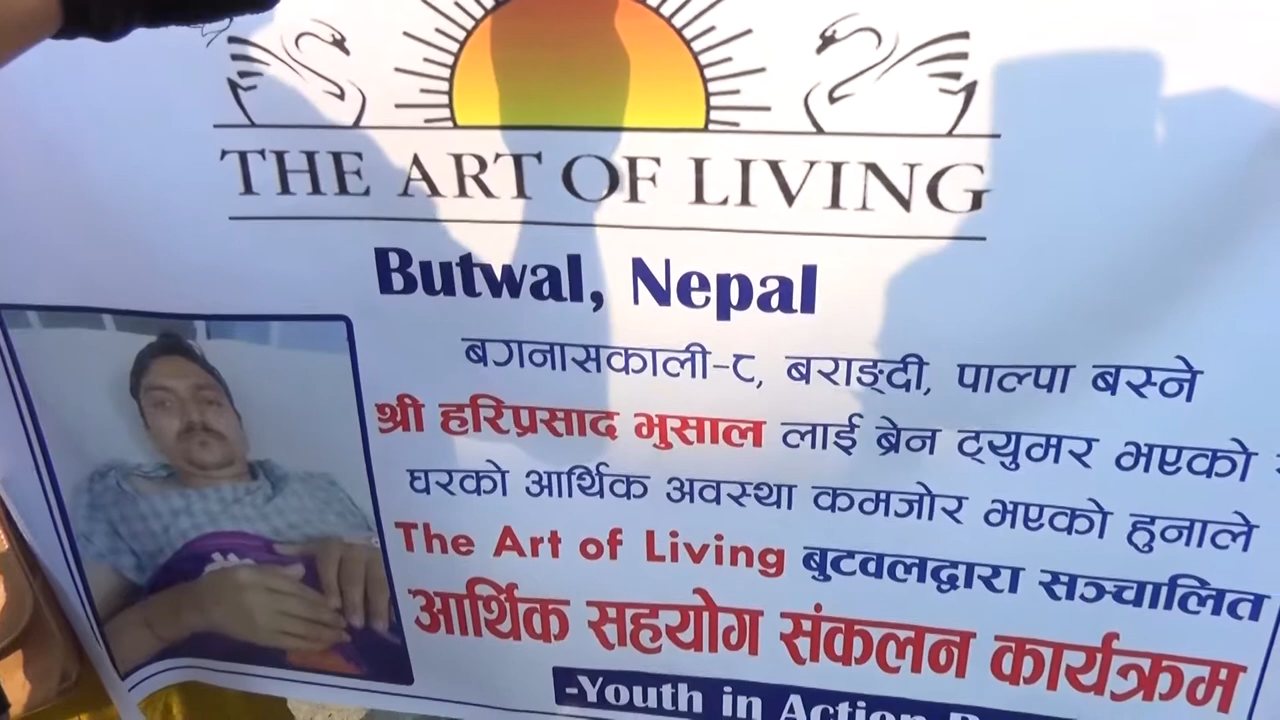 THE ART OF LIVING
Butwal, Nepal
बगनासकाली-८, बराङ्दी, पाल्पा बस्ने
श्री हरिप्रसाद भुसाल लाई ब्रेन ट्युमर भएको
घरको आर्थिक अवस्था कमजोर भएको हुनाले
The Art of Living बुटवलद्वारा सञ्चालित
आर्थिक सहयोग संकलन कार्यक्रम
-Youth in Action